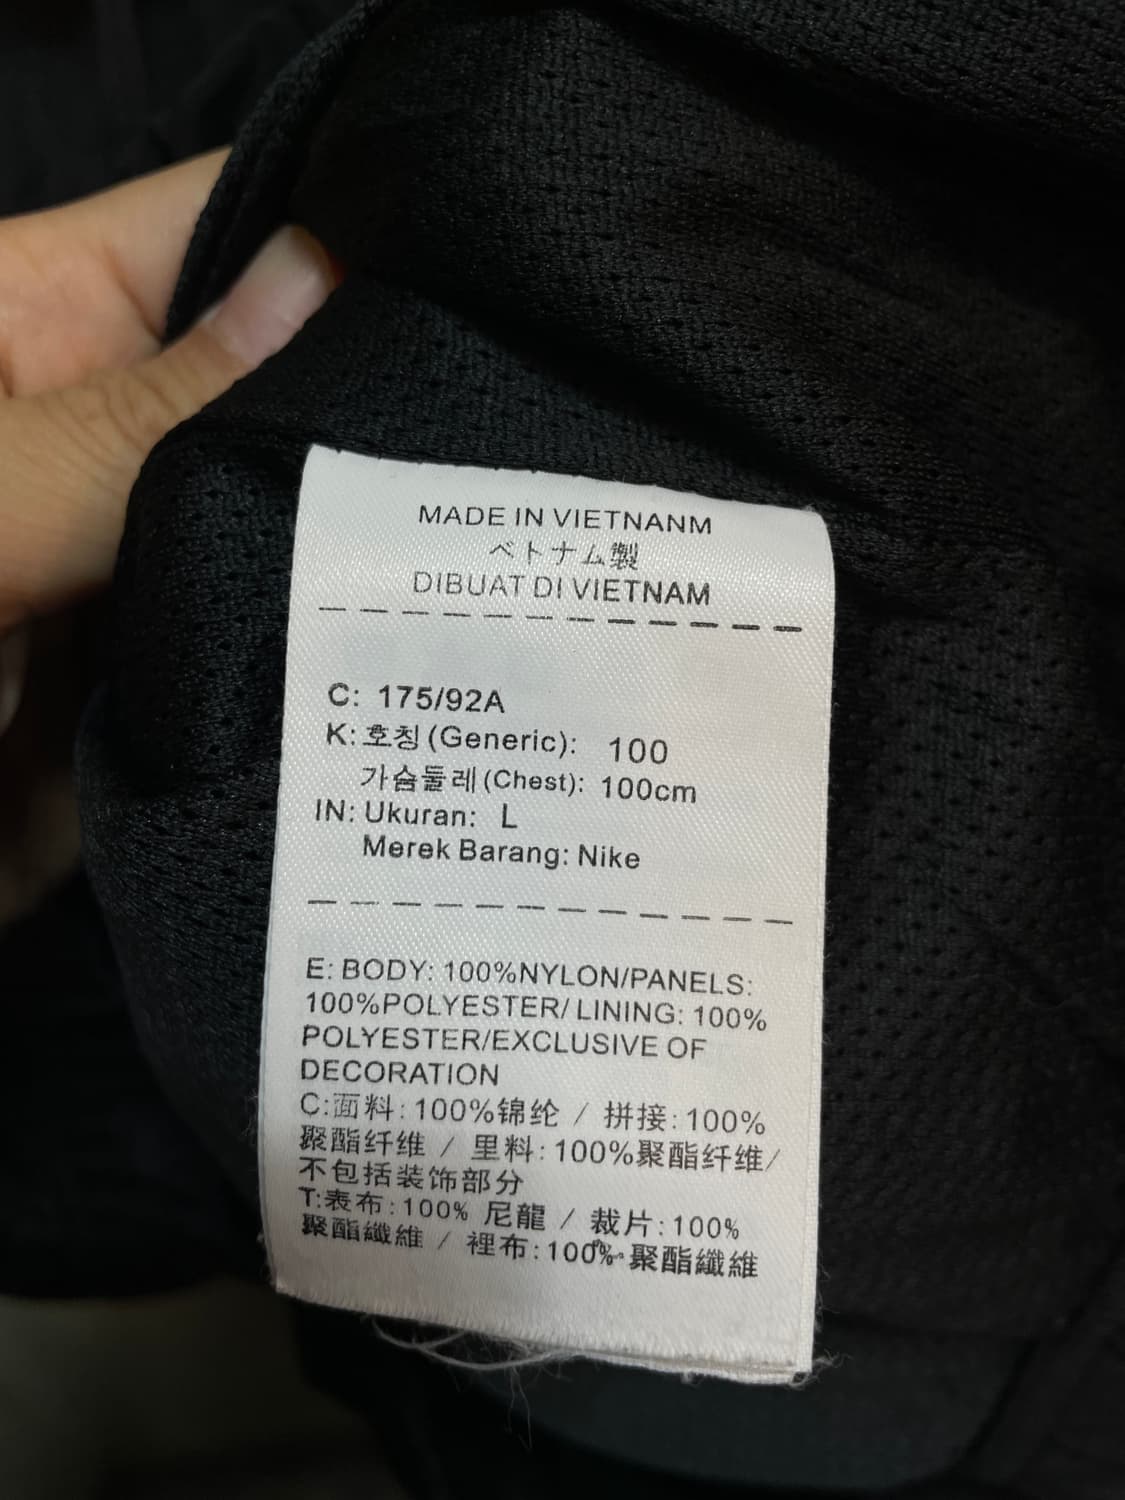 MADE IN VIETNANM
ベトナム製
DIBUAT DI VIETNAM
C: 175/92A
K: 호칭 (Generic): 100
가슴둘레 (Chest): 100cm
IN: Ukuran: L
Merek Barang: Nike
E: BODY: 100%NYLON/PANELS:
100%POLYESTER/ LINING: 100%
POLYESTER/EXCLUSIVE OF
DECORATION
C:面料: 100%锦纶 / 拼接: 100%
聚酯纤维 / 里料: 100%聚酯纤维/
不包括装饰部分
T:表布: 100% 尼龍 / 裁片: 100%
聚酯纖維 / 裡布: 100% 聚酯纖維